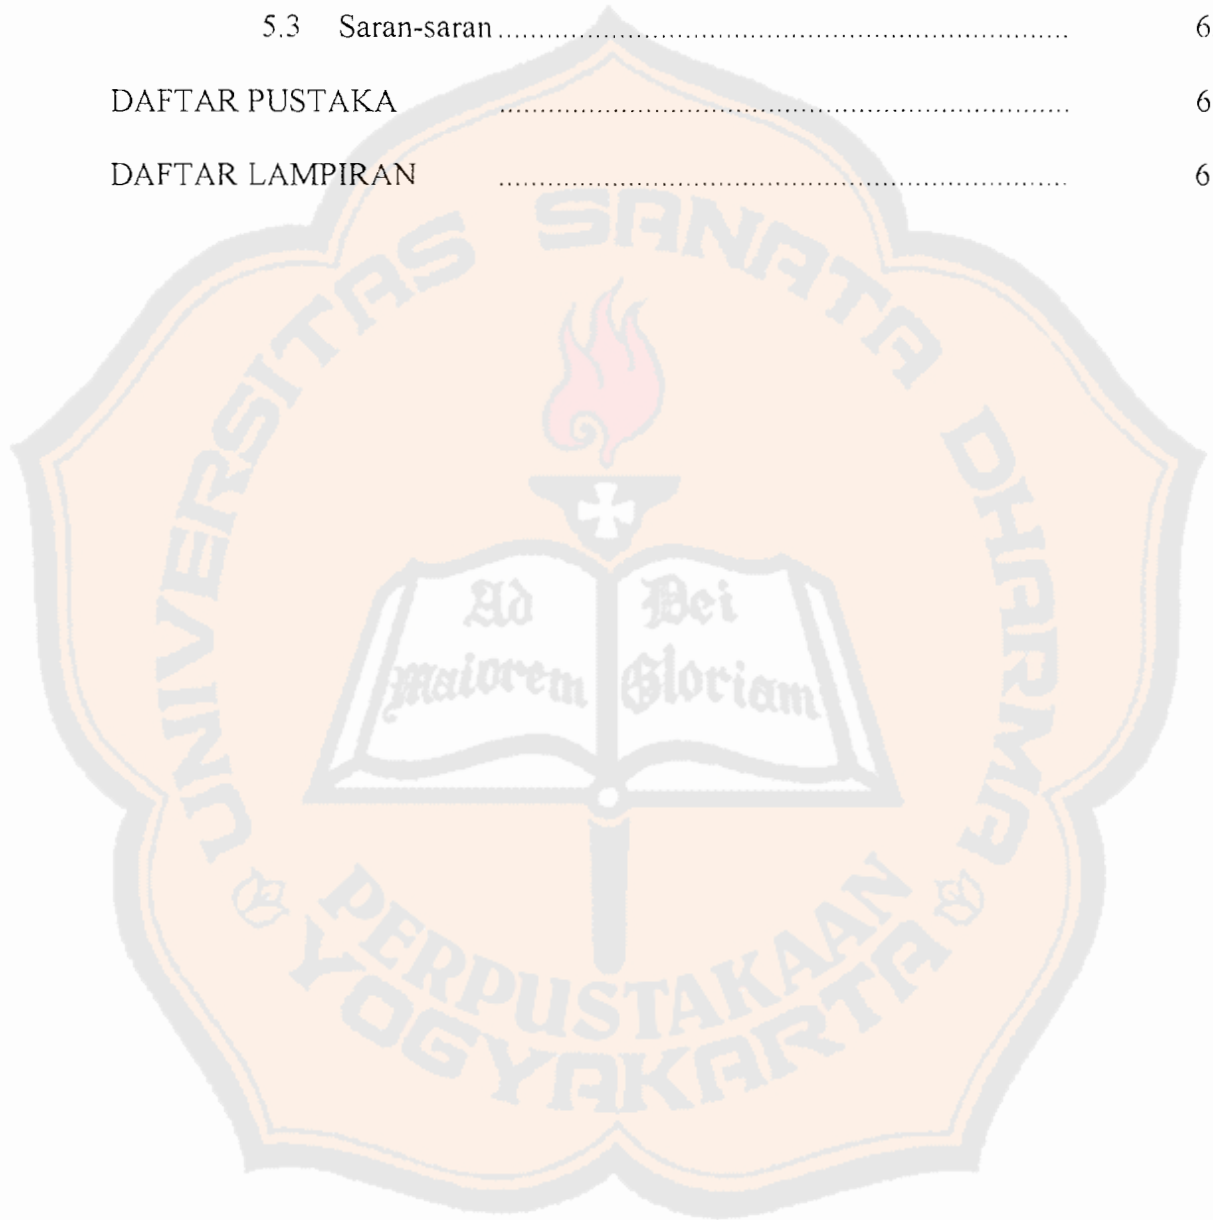 5.3 Saran-saran ........ 6
DAFTAR PUSTAKA ........ 6
DAFTAR LAMPIRAN ........ 6
UNIVERSITAS SANATA DHARMA
Ad Dei
Maiorem Gloriam
PERPUSTAKAAN
YOGYAKARTA